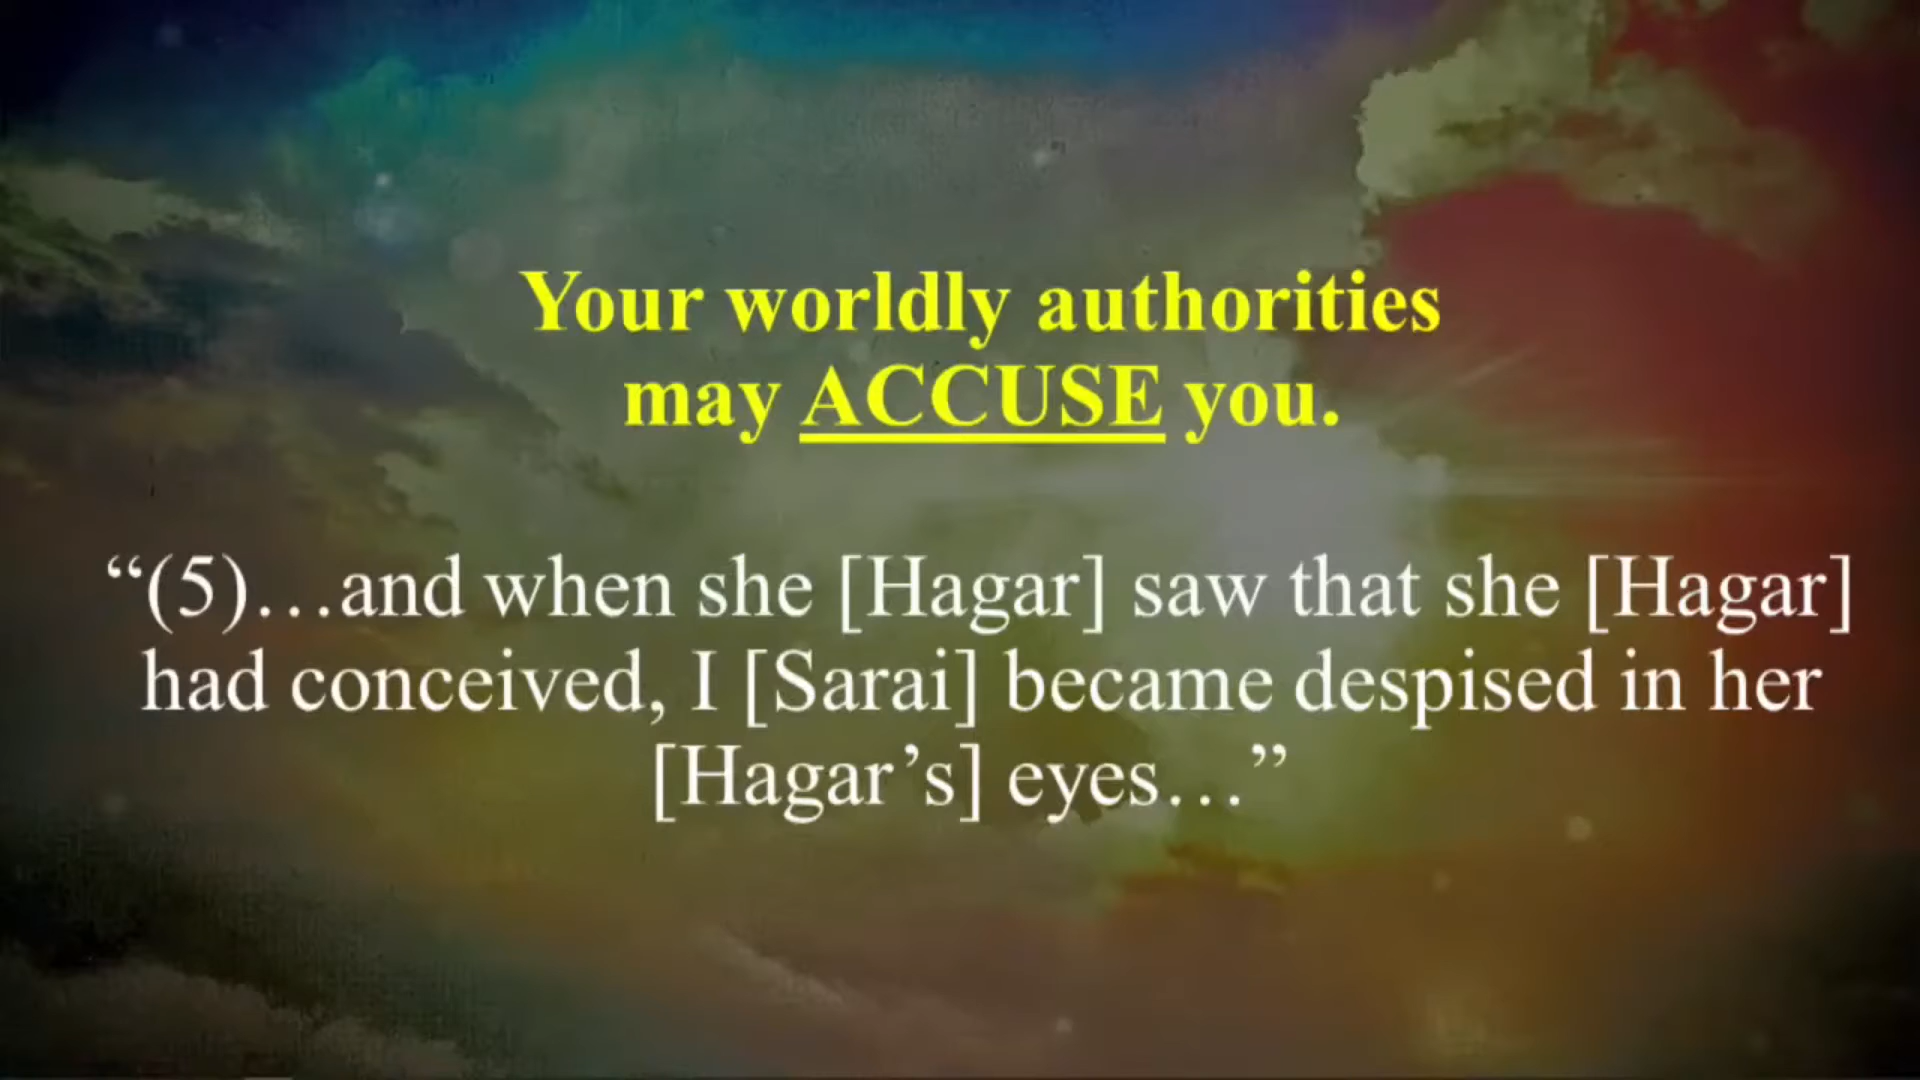 Your worldly authorities
may ACCUSE you.
“(5)…and when she [Hagar] saw that she [Hagar]
had conceived, I [Sarai] became despised in her
[Hagar’s] eyes…”